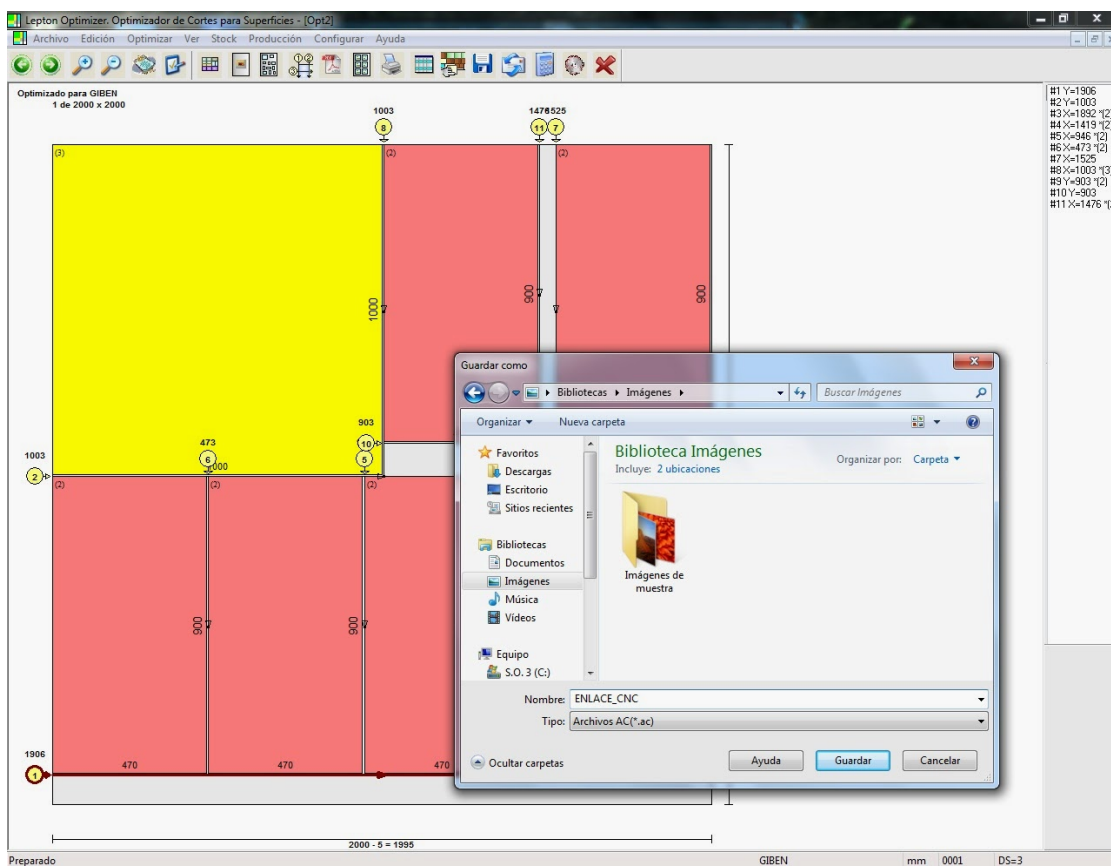 Lepton Optimizer. Optimizador de Cortes para Superficies - [Opt2]
Archivo Edición Optimizar Ver Stock Producción Configurar Ayuda
Optimizado para GIBEN
1 de 2000 x 2000
#1 Y=1906
#2 Y=1003
#3 X=1892 *(2)
#4 X=1419 *(2)
#5 X=946 *(2)
#6 X=473 *(2)
#7 X=1525
#8 X=1003 *(3)
#9 Y=903 *(2)
#10 Y=903
#11 X=1476 *(
1003
1476 1525
8
11
7
(3)
(2)
(2)
1000
900
900
903
10
473
6
5
1003
2
(2)
(2)
(2)
900
900
1906
1
470
470
470
2000 - 5 = 1995
Guardar como
Bibliotecas
Imágenes
Buscar Imágenes
Organizar
Nueva carpeta
Favoritos
Descargas
Escritorio
Sitios recientes
Bibliotecas
Documentos
Imágenes
Música
Vídeos
Equipo
S.O. 3 (C:)
Biblioteca Imágenes
Incluye: 2 ubicaciones
Organizar por: Carpeta
Imágenes de
muestra
Nombre: ENLACE_CNC
Tipo: Archivos AC(*.ac)
Ocultar carpetas
Ayuda
Guardar
Cancelar
Preparado
GIBEN
mm
0001
DS=3